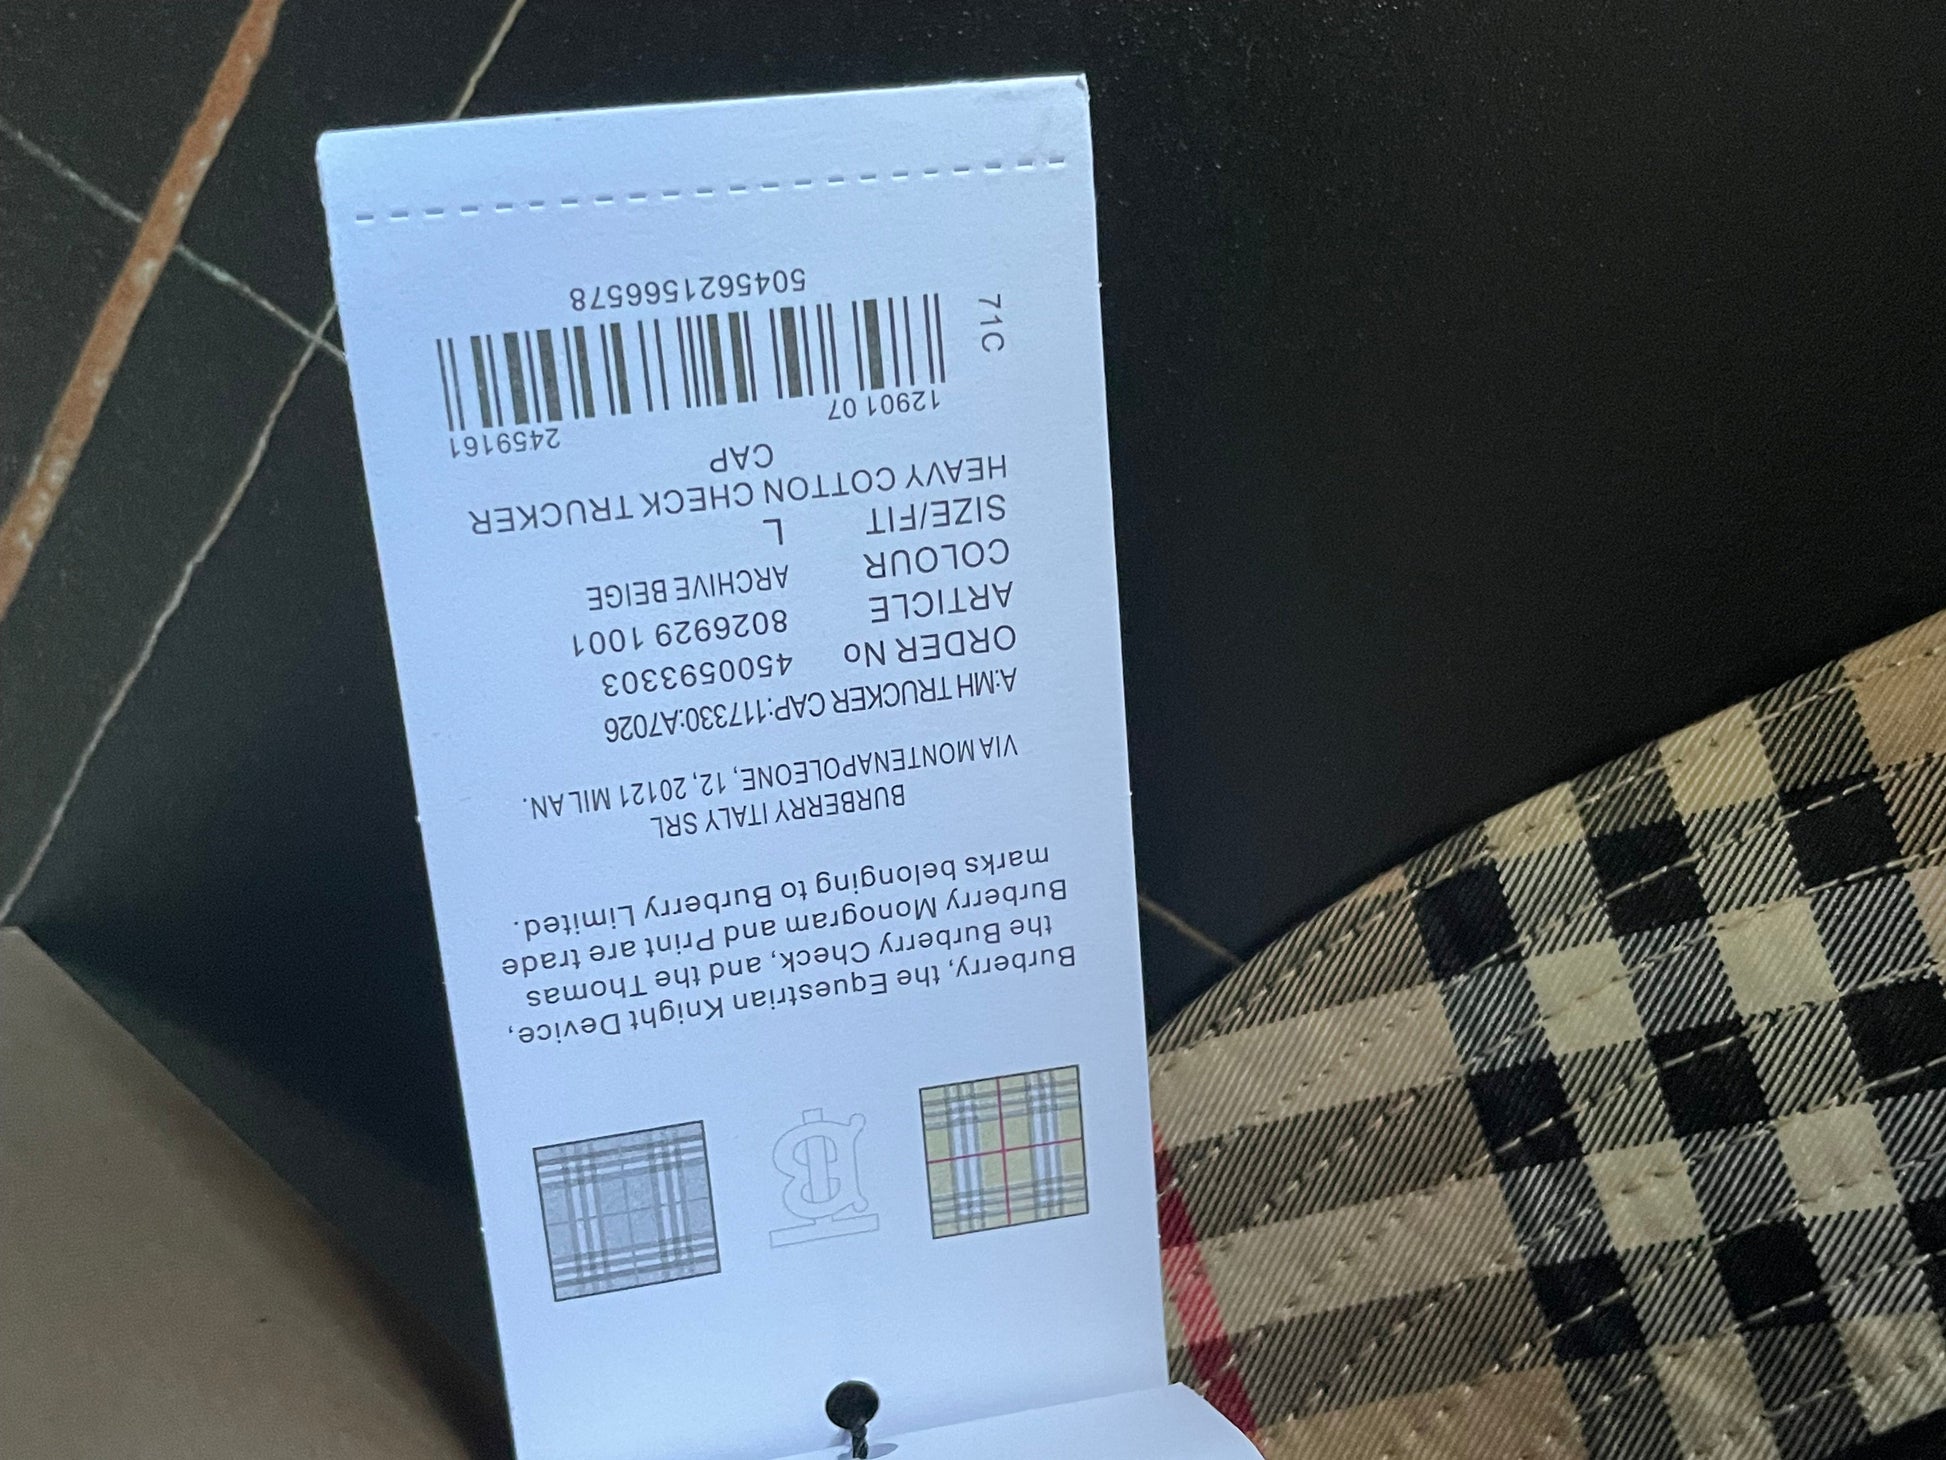 Burberry, the Equestrian Knight Device,
the Burberry Check, and the Thomas
Burberry Monogram and Print are trade
marks belonging to Burberry Limited.
BURBERRY ITALY SRL
VIA MONTENAPOLEONE, 12, 20121 MILAN.
A:MH TRUCKER CAP:117330:A7026
ORDER No 4500593303
ARTICLE 8026929 1001
COLOUR ARCHIVE BEIGE
SIZE/FIT L
HEAVY COTTON CHECK TRUCKER
CAP
12901 07 2459161
71C
5045621566578